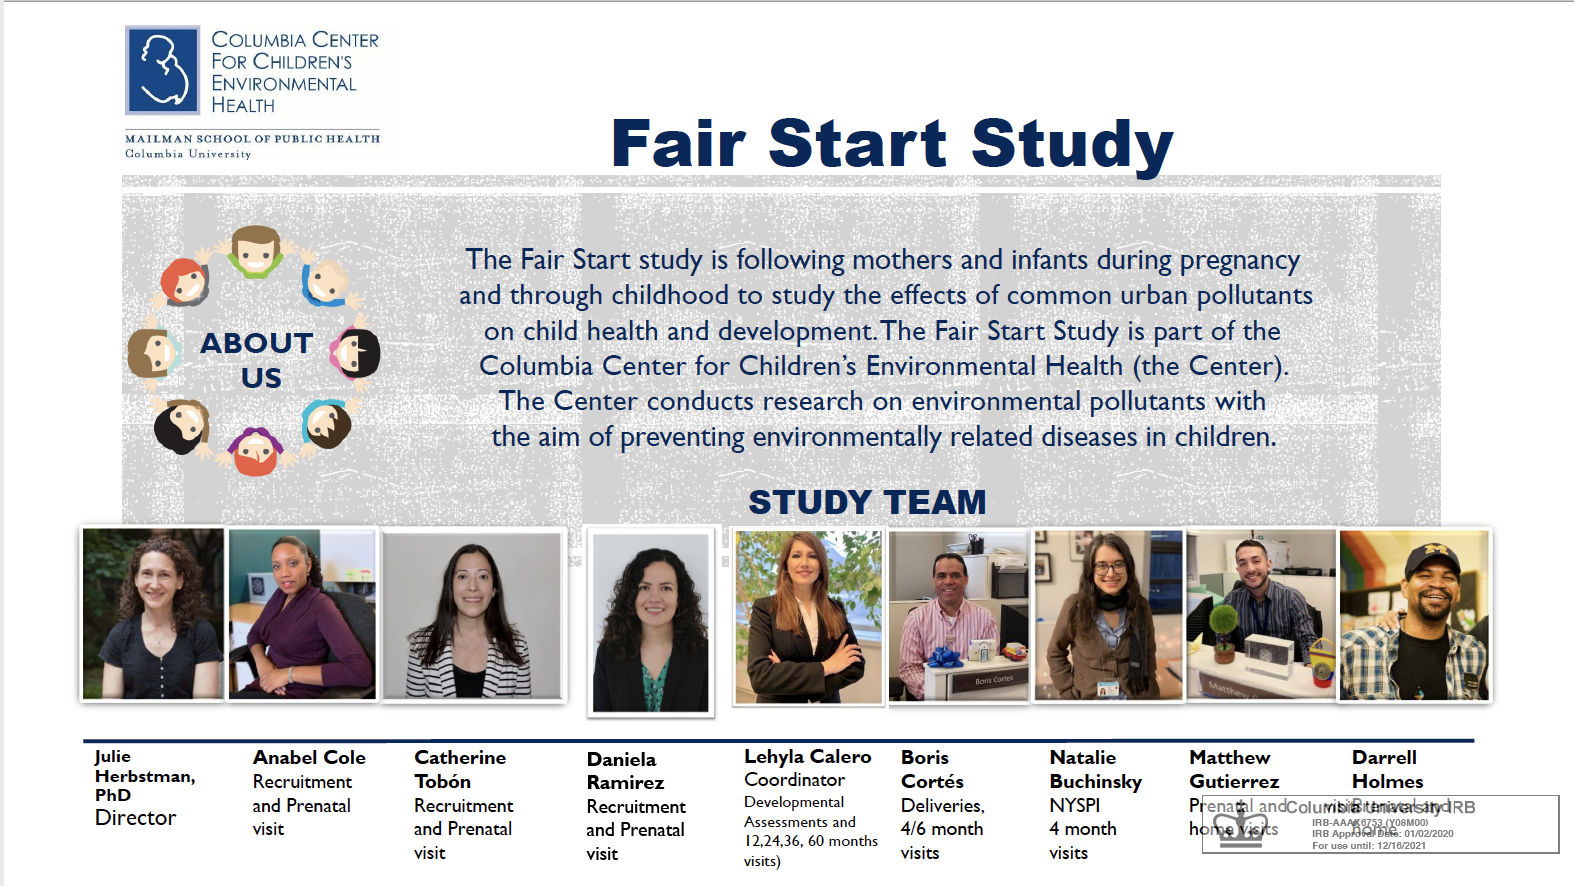 COLUMBIA CENTER
FOR CHILDREN'S
ENVIRONMENTAL
HEALTH
MAILMAN SCHOOL OF PUBLIC HEALTH
Columbia University
Fair Start Study
ABOUT
US
The Fair Start study is following mothers and infants during pregnancy
and through childhood to study the effects of common urban pollutants
on child health and development. The Fair Start Study is part of the
Columbia Center for Children's Environmental Health (the Center).
The Center conducts research on environmental pollutants with
the aim of preventing environmentally related diseases in children.
STUDY TEAM
Boris Cortes
Matthew
Julie
Herbstman,
PhD
Director
Anabel Cole
Recruitment
and Prenatal
visit
Catherine
Tobón
Recruitment
and Prenatal
visit
Daniela
Ramirez
Recruitment
and Prenatal
visit
Lehyla Calero
Coordinator
Developmental
Assessments and
12,24,36, 60 months
visits)
Boris
Cortés
Deliveries,
4/6 month
visits
Natalie
Buchinsky
NYSPI
4 month
visits
Matthew
Gutierrez
Prenatal and
home visits
Darrell
Holmes
Prenatal and
home
visits
Columbia University IRB
IRB-AAAK6753 (Y08M00)
IRB Approval Date: 01/02/2020
For use until: 12/16/2021